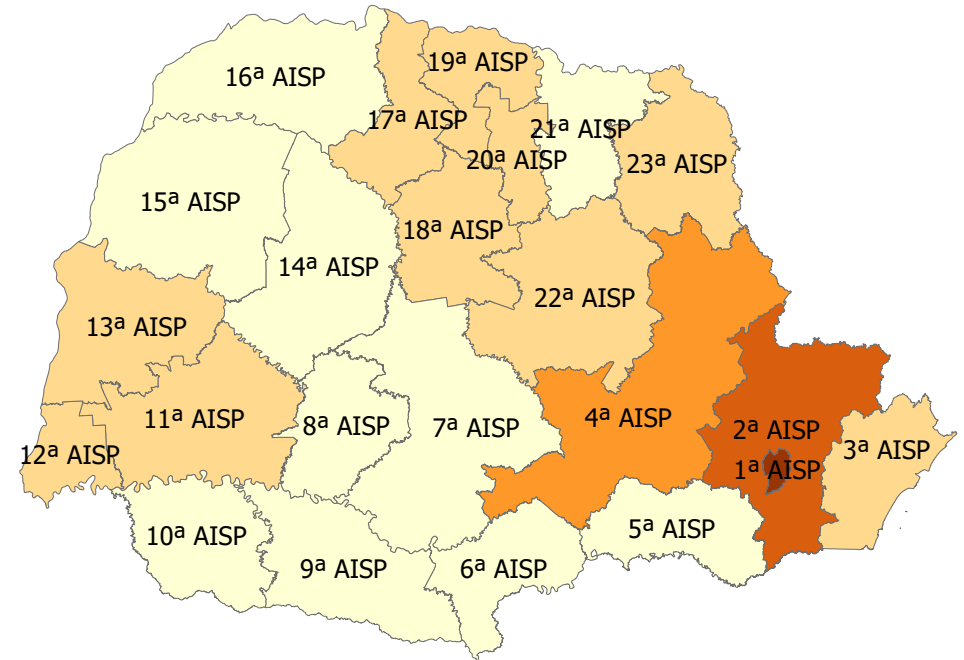 19ª AISP
16ª AISP
17ª AISP
21ª AISP
20ª AISP
23ª AISP
15ª AISP
18ª AISP
14ª AISP
22ª AISP
13ª AISP
11ª AISP
8ª AISP
7ª AISP
4ª AISP
2ª AISP
3ª AISP
12ª AISP
1ª AISP
10ª AISP
5ª AISP
9ª AISP
6ª AISP